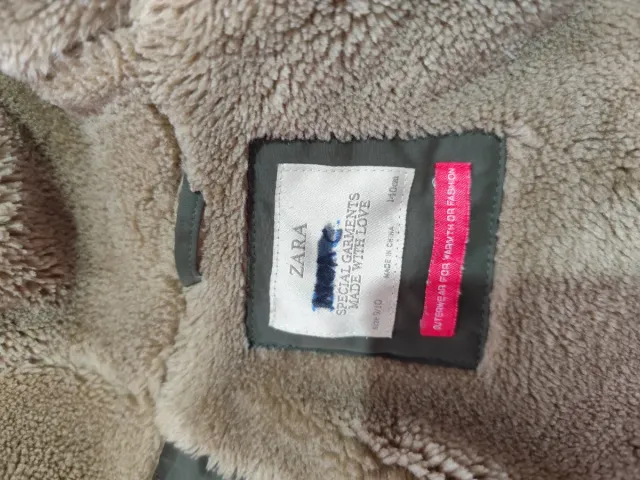 ZARA
SPECIAL GARMENTS
MADE WITH LOVE
MADE IN CHINA
140cm
OUTERWEAR FOR WARMTH OR FASHION